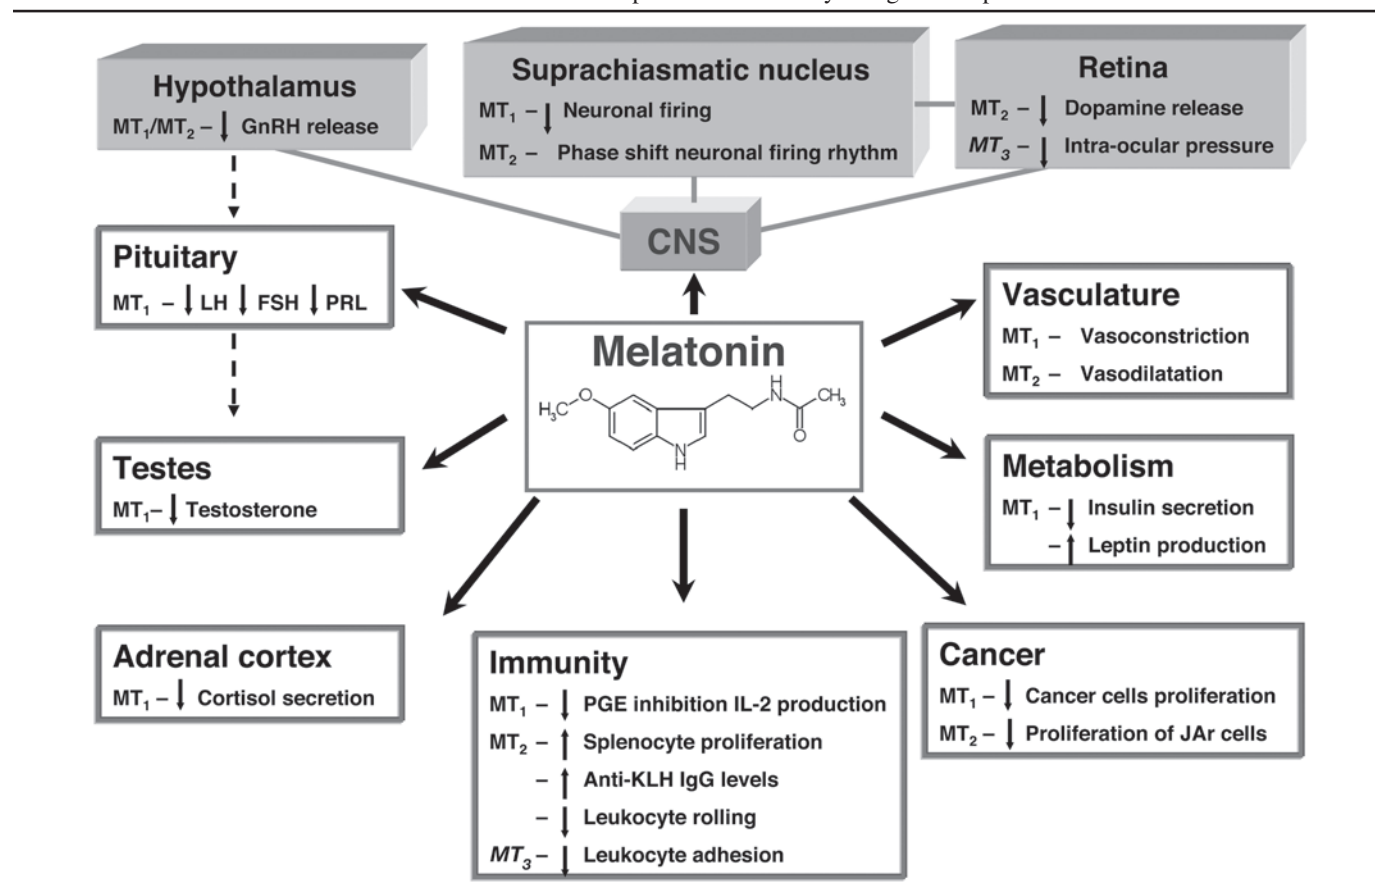 Hypothalamus
MT1/MT2 – ↓ GnRH release
Suprachiasmatic nucleus
MT1 – ↓ Neuronal firing
MT2 – Phase shift neuronal firing rhythm
Retina
MT2 – ↓ Dopamine release
MT3 – ↓ Intra-ocular pressure
CNS
Pituitary
MT1 – ↓ LH ↓ FSH ↓ PRL
Melatonin
H3C O N H H N O CH3
Vasculature
MT1 – Vasoconstriction
MT2 – Vasodilatation
Testes
MT1– ↓ Testosterone
Metabolism
MT1 – ↓ Insulin secretion
– ↑ Leptin production
Adrenal cortex
MT1 – ↓ Cortisol secretion
Immunity
MT1 – ↓ PGE inhibition IL-2 production
MT2 – ↑ Splenocyte proliferation
– ↑ Anti-KLH IgG levels
– ↓ Leukocyte rolling
MT3 – ↓ Leukocyte adhesion
Cancer
MT1 – ↓ Cancer cells proliferation
MT2 – ↓ Proliferation of JAr cells